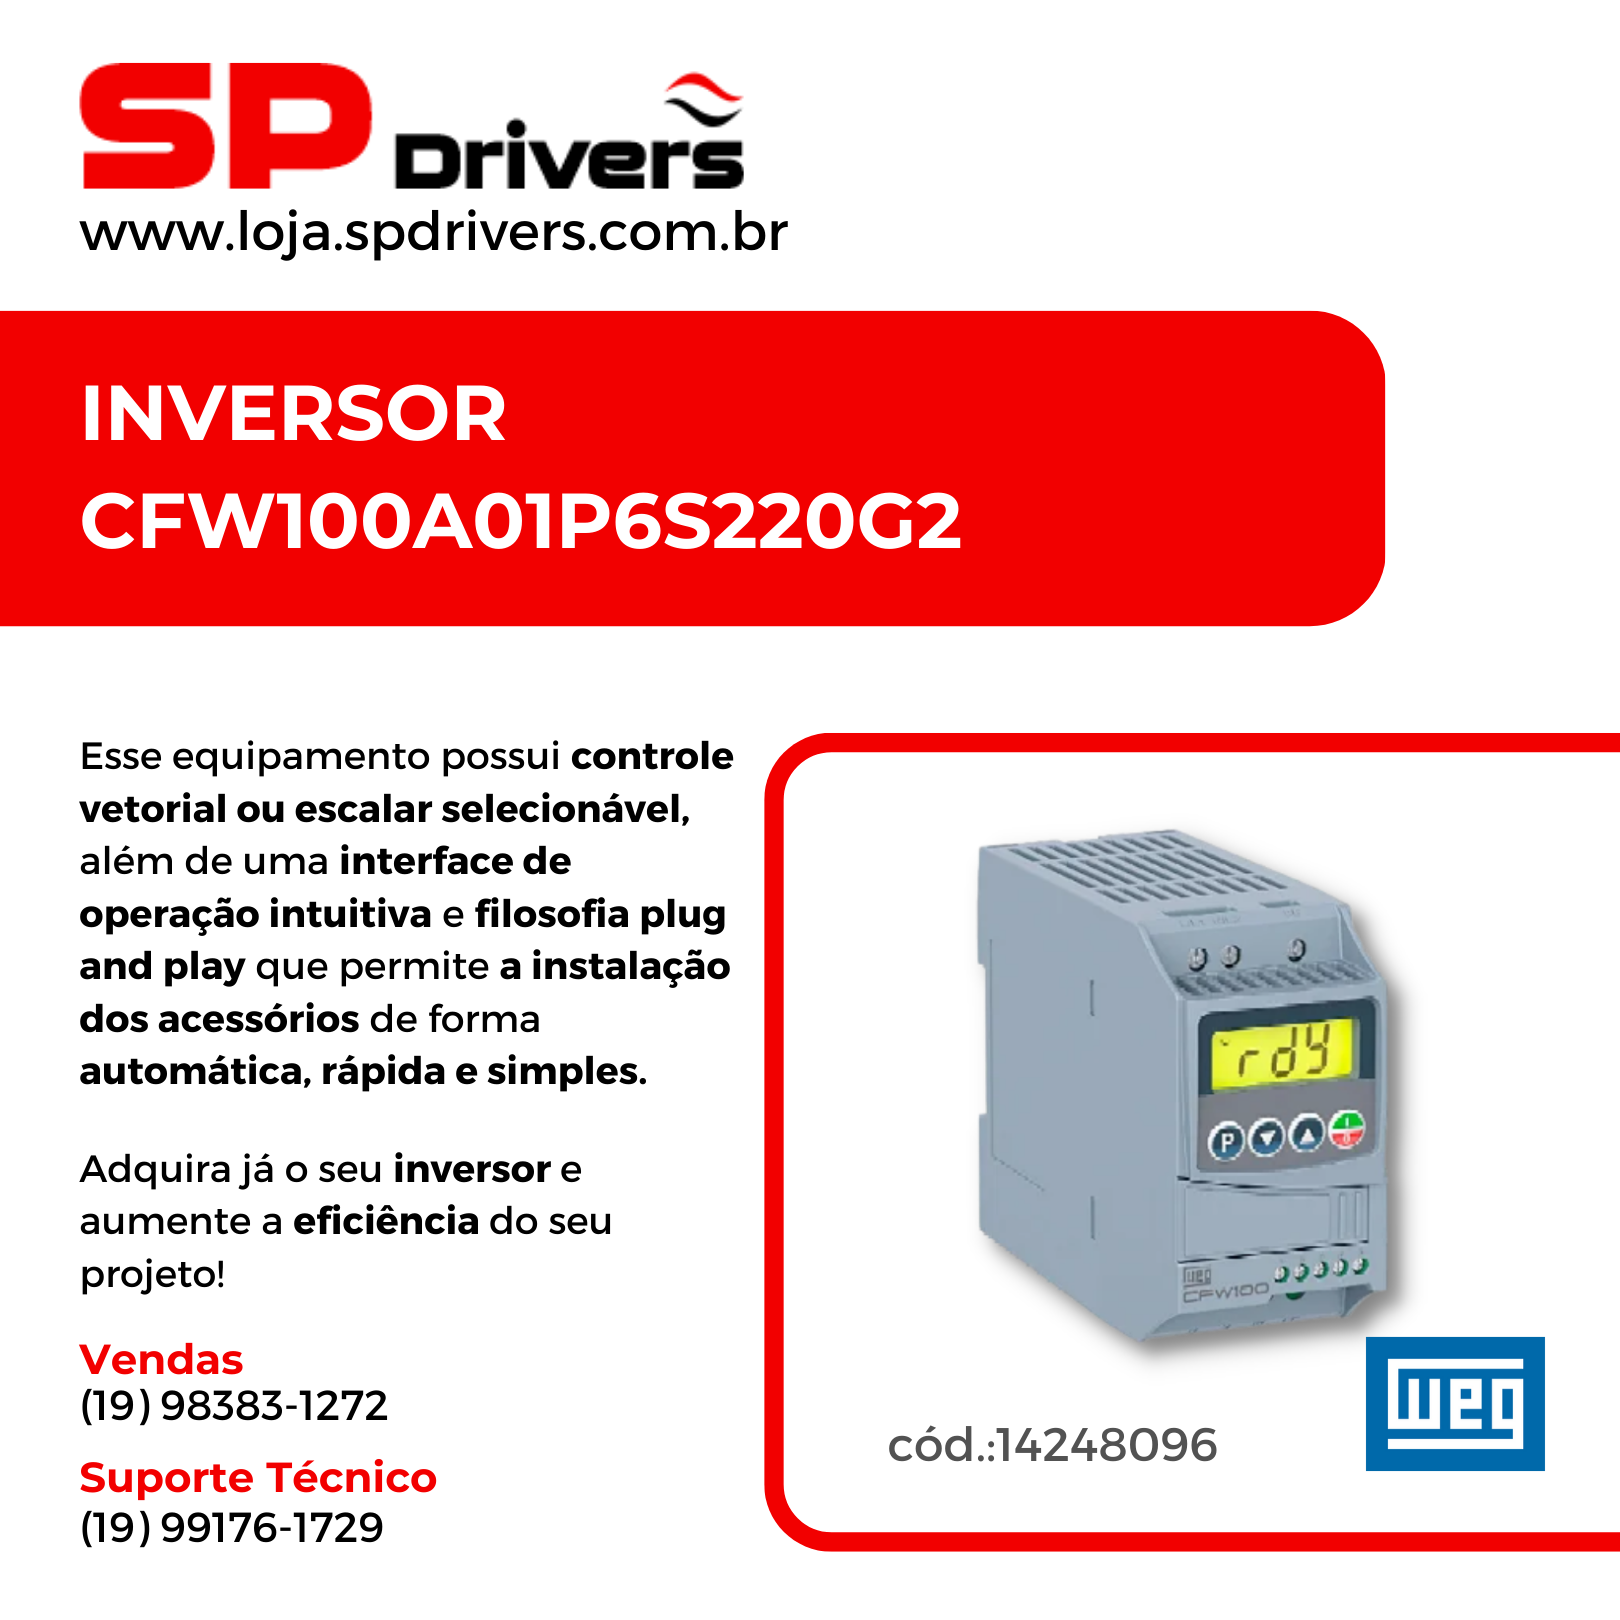 SP Drivers
www.loja.spdrivers.com.br
INVERSOR
CFW100A01P6S220G2
Esse equipamento possui controle
vetorial ou escalar selecionável,
além de uma interface de
operação intuitiva e filosofia plug
and play que permite a instalação
dos acessórios de forma
automática, rápida e simples.
Adquira já o seu inversor e
aumente a eficiência do seu
projeto!
Vendas
(19) 98383-1272
Suporte Técnico
(19) 99176-1729
rdy
P
weg
CFW100
cód.:14248096
weg